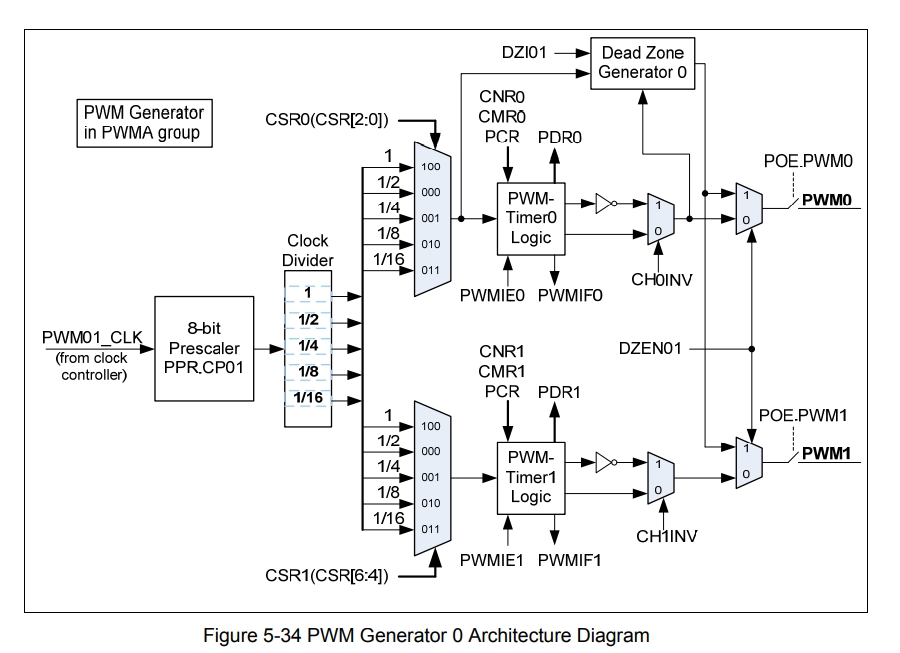 PWM Generator
in PWMA group
DZI01
Dead Zone
Generator 0
CSR0(CSR[2:0])
CNR0
CMR0
PCR
PDR0
POE.PWM0
1
1/2
1/4
1/8
1/16
100
000
001
010
011
PWM-
Timer0
Logic
1
0
1
0
PWM0
PWMIE0
PWMIF0
CH0INV
Clock
Divider
1
1/2
1/4
1/8
1/16
PWM01_CLK
(from clock
controller)
8-bit
Prescaler
PPR.CP01
DZEN01
CNR1
CMR1
PCR
PDR1
POE.PWM1
1
1/2
1/4
1/8
1/16
100
000
001
010
011
PWM-
Timer1
Logic
1
0
1
0
PWM1
PWMIE1
PWMIF1
CH1INV
CSR1(CSR[6:4])
Figure 5-34 PWM Generator 0 Architecture Diagram